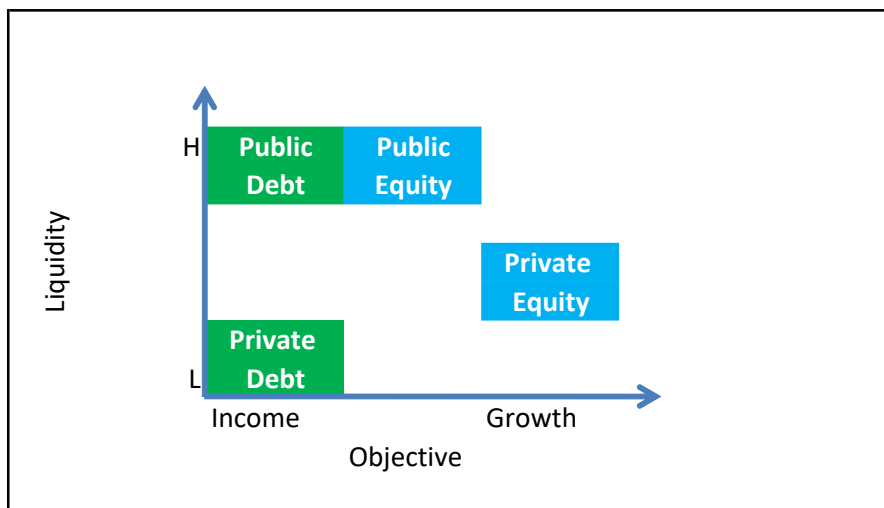 H
Public
Debt
Public
Equity
Liquidity
Private
Equity
Private
Debt
L
Income
Growth
Objective